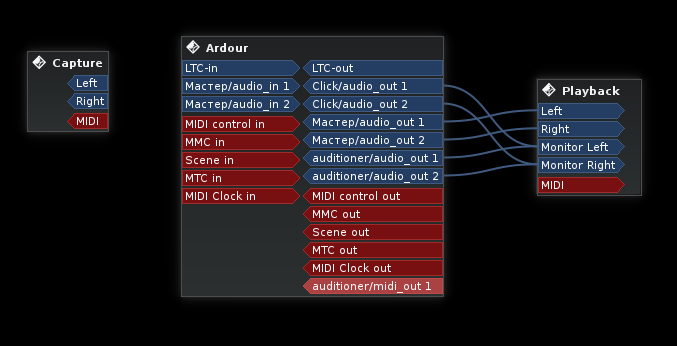 Capture
Left
Right
MIDI
Ardour
LTC-in
Мастер/audio_in 1
Мастер/audio_in 2
MIDI control in
MMC in
Scene in
MTC in
MIDI Clock in
LTC-out
Click/audio_out 1
Click/audio_out 2
Мастер/audio_out 1
Мастер/audio_out 2
auditioner/audio_out 1
auditioner/audio_out 2
MIDI control out
MMC out
Scene out
MTC out
MIDI Clock out
auditioner/midi_out 1
Playback
Left
Right
Monitor Left
Monitor Right
MIDI